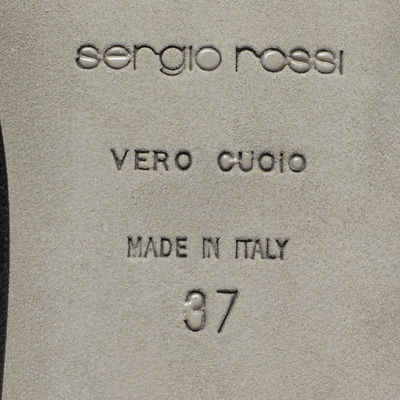 sergio rossi
VERO CUOIO
MADE IN ITALY
37